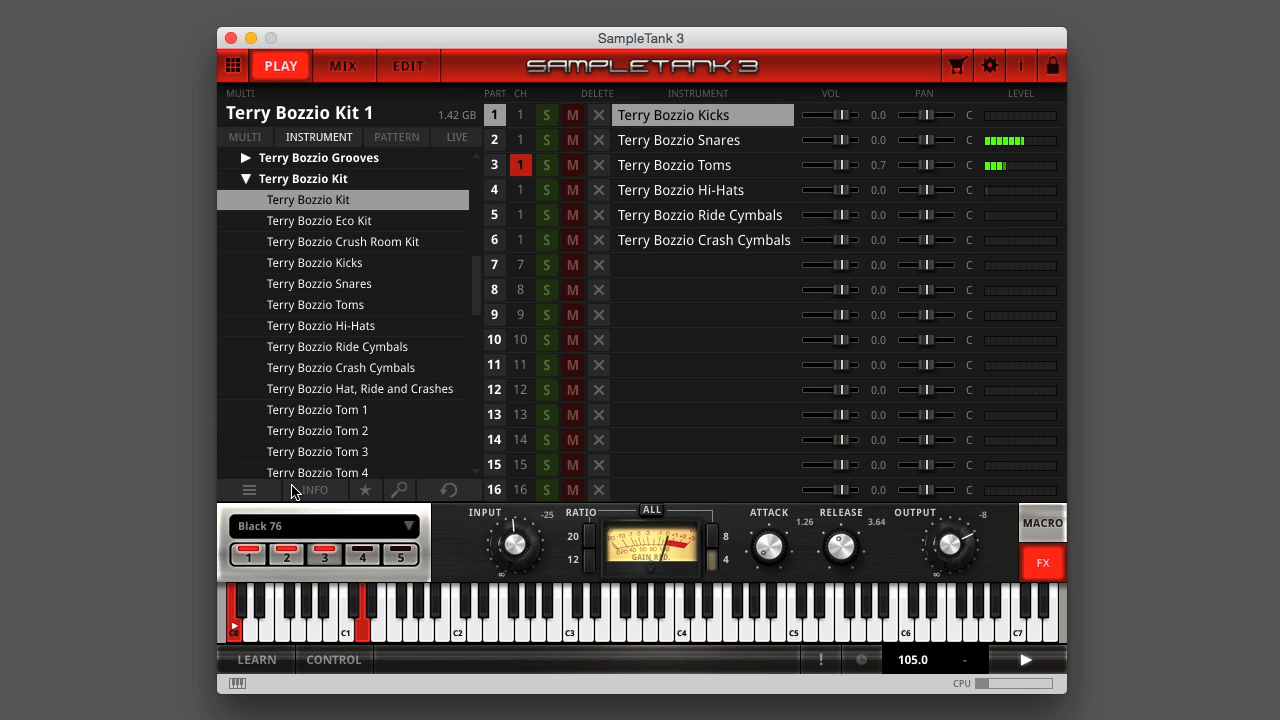 SampleTank 3
PLAY MIX EDIT SAMPLETANK 3 i
MULTI PART CH DELETE INSTRUMENT VOL PAN LEVEL
Terry Bozzio Kit 1 1.42 GB
MULTI INSTRUMENT PATTERN LIVE
Terry Bozzio Grooves
Terry Bozzio Kit
Terry Bozzio Kit
Terry Bozzio Eco Kit
Terry Bozzio Crush Room Kit
Terry Bozzio Kicks
Terry Bozzio Snares
Terry Bozzio Toms
Terry Bozzio Hi-Hats
Terry Bozzio Ride Cymbals
Terry Bozzio Crash Cymbals
Terry Bozzio Hat, Ride and Crashes
Terry Bozzio Tom 1
Terry Bozzio Tom 2
Terry Bozzio Tom 3
Terry Bozzio Tom 4
INFO
1 1 S M X Terry Bozzio Kicks 0.0 C
2 1 S M X Terry Bozzio Snares 0.0 C
3 1 S M X Terry Bozzio Toms 0.7 C
4 1 S M X Terry Bozzio Hi-Hats 0.0 C
5 1 S M X Terry Bozzio Ride Cymbals 0.0 C
6 1 S M X Terry Bozzio Crash Cymbals 0.0 C
7 7 S M X 0.0 C
8 8 S M X 0.0 C
9 9 S M X 0.0 C
10 10 S M X 0.0 C
11 11 S M X 0.0 C
12 12 S M X 0.0 C
13 13 S M X 0.0 C
14 14 S M X 0.0 C
15 15 S M X 0.0 C
16 16 S M X 0.0 C
Black 76
1 2 3 4 5
INPUT -25 RATIO ALL ATTACK 1.26 RELEASE 3.64 OUTPUT -8
20 8
12 4
GAIN RED.
∞ ∞
MACRO
FX
C0 C1 C2 C3 C4 C5 C6 C7
LEARN CONTROL ! 105.0 -
CPU